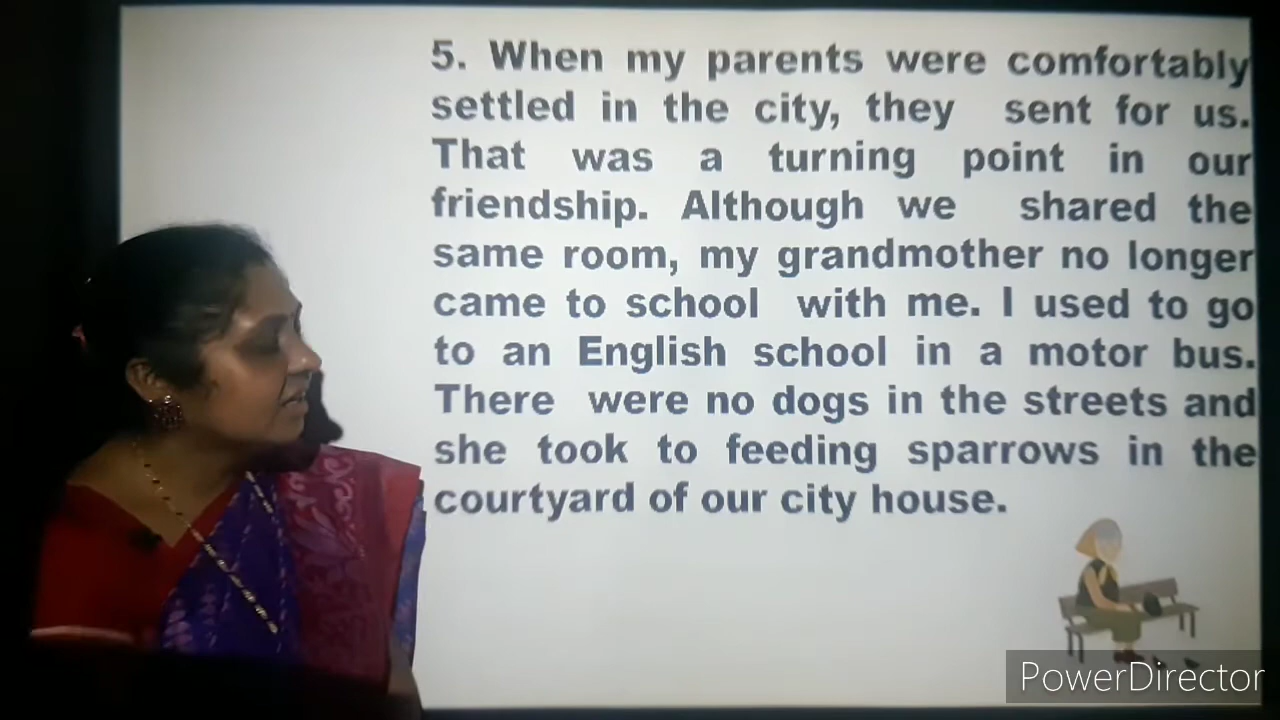 5. When my parents were comfortably
settled in the city, they sent for us.
That was a turning point in our
friendship. Although we shared the
same room, my grandmother no longer
came to school with me. I used to go
to an English school in a motor bus.
There were no dogs in the streets and
she took to feeding sparrows in the
courtyard of our city house.
PowerDirector